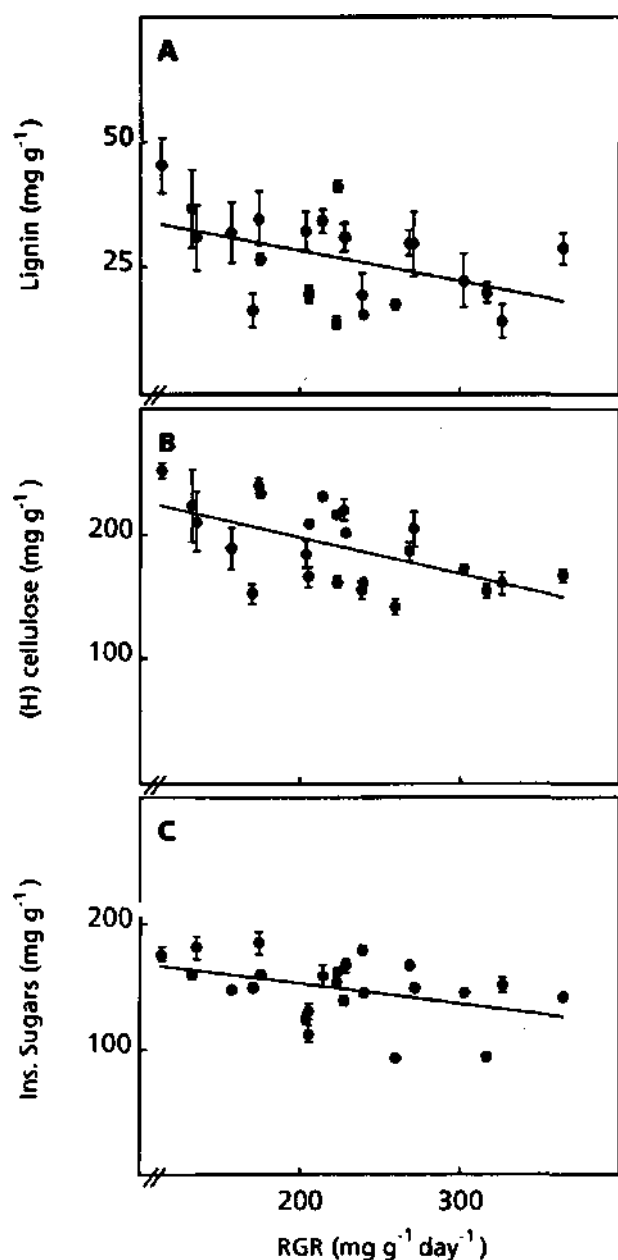 A
Lignin (mg g⁻¹)
50
25
B
(H) cellulose (mg g⁻¹)
200
100
C
Ins. Sugars (mg g⁻¹)
200
100
200 300
RGR (mg g⁻¹ day⁻¹)